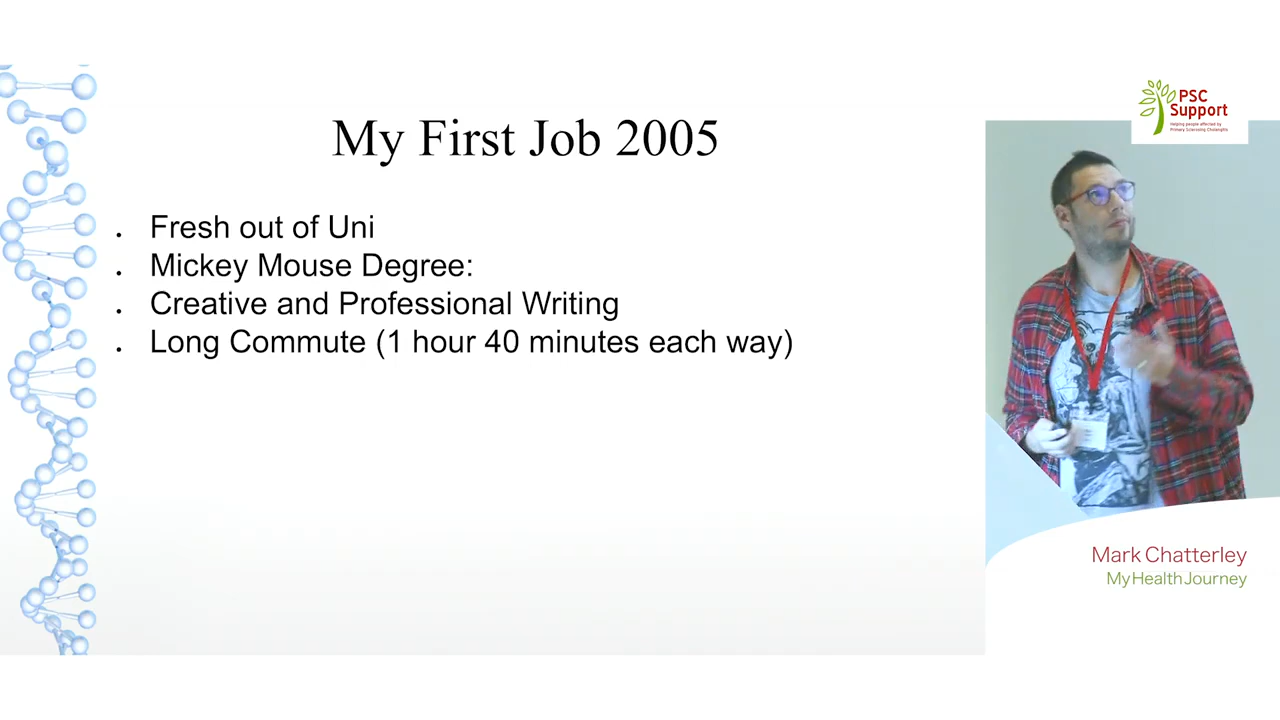 My First Job 2005
Fresh out of Uni
Mickey Mouse Degree:
Creative and Professional Writing
Long Commute (1 hour 40 minutes each way)
PSC
Support
Helping people affected by
Primary Sclerosing Cholangitis
Mark Chatterley
My Health Journey